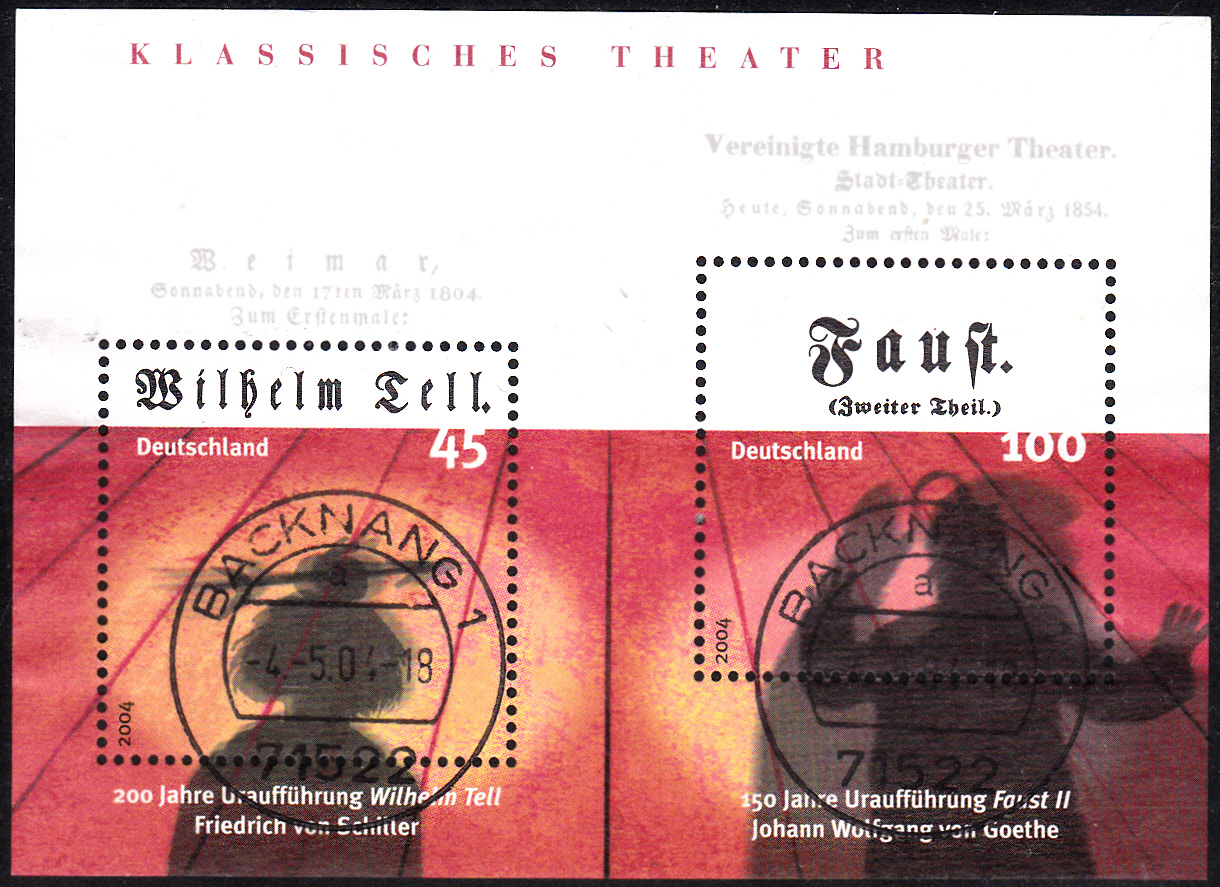 KLASSISCHES THEATER
Weimar,
Sonnabend, den 17ten März 1804.
Zum Erstenmale:
Wilhelm Tell.
Deutschland 45
BACKNANG 1
a
-4.-5.04-18
71522
2004
200 Jahre Uraufführung Wilhelm Tell
Friedrich von Schiller
Vereinigte Hamburger Theater.
Stadt=Theater.
Heute, Sonnabend, den 25. März 1854.
Zum ersten Male:
Faust.
(Zweiter Theil.)
Deutschland 100
BACKNANG 1
a
71522
2004
150 Jahre Uraufführung Faust II
Johann Wolfgang von Goethe